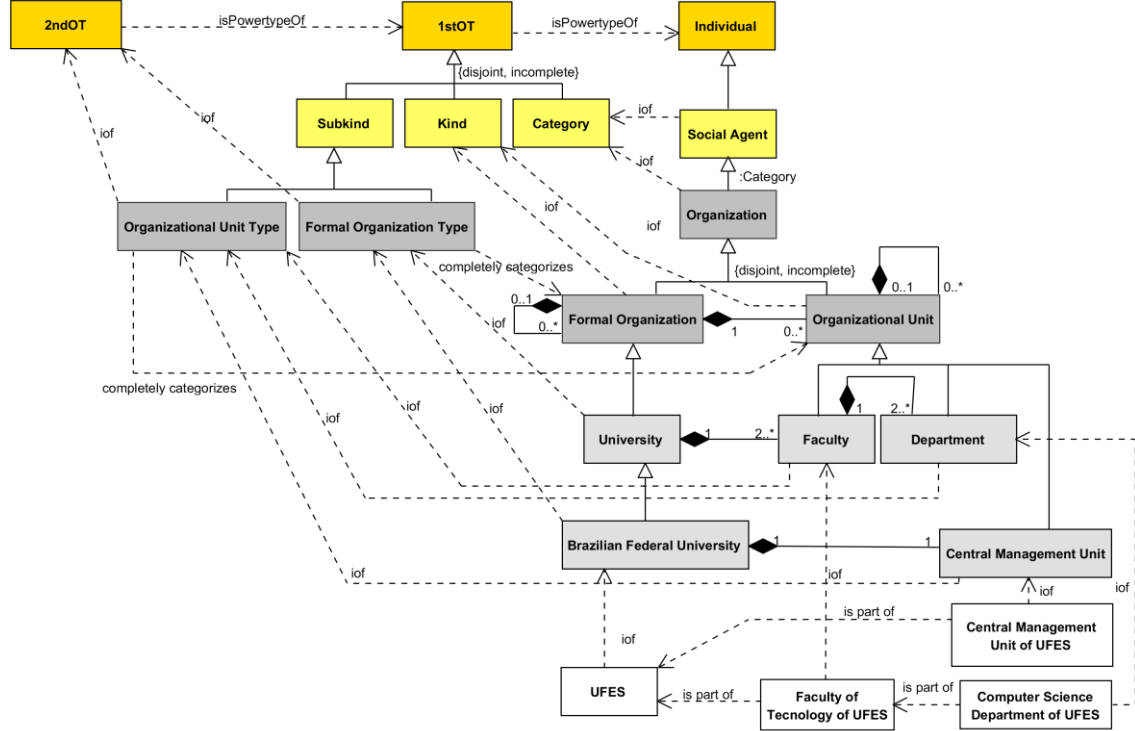 2ndOT
isPowertypeOf
1stOT
isPowertypeOf
Individual
{disjoint, incomplete}
iof
iof
Subkind
Kind
Category
iof
Social Agent
iof
:Category
Organizational Unit Type
Formal Organization Type
iof
Organization
iof
completely categorizes
{disjoint, incomplete}
0..1
0..*
0..1
0..*
Formal Organization
1
0..*
Organizational Unit
iof
completely categorizes
iof
iof
iof
iof
University
1
2..*
Faculty
1
2..*
Department
Brazilian Federal University
1
1
Central Management Unit
iof
iof
iof
iof
is part of
Central Management
Unit of UFES
iof
UFES
is part of
Faculty of
Tecnology of UFES
is part of
Computer Science
Department of UFES